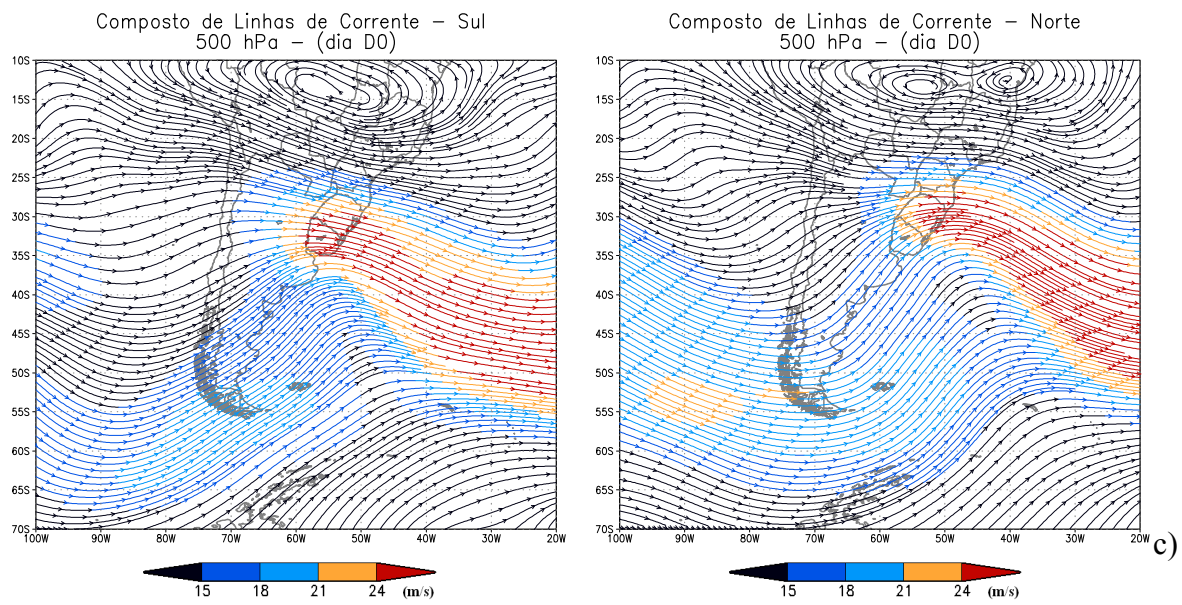 Composto de Linhas de Corrente – Sul
500 hPa – (dia D0)
10S
15S
20S
25S
30S
35S
40S
45S
50S
55S
60S
65S
70S
100W 90W 80W 70W 60W 50W 40W 30W 20W
15 18 21 24 (m/s)
Composto de Linhas de Corrente – Norte
500 hPa – (dia D0)
10S
15S
20S
25S
30S
35S
40S
45S
50S
55S
60S
65S
70S
100W 90W 80W 70W 60W 50W 40W 30W 20W
15 18 21 24 (m/s)
c)